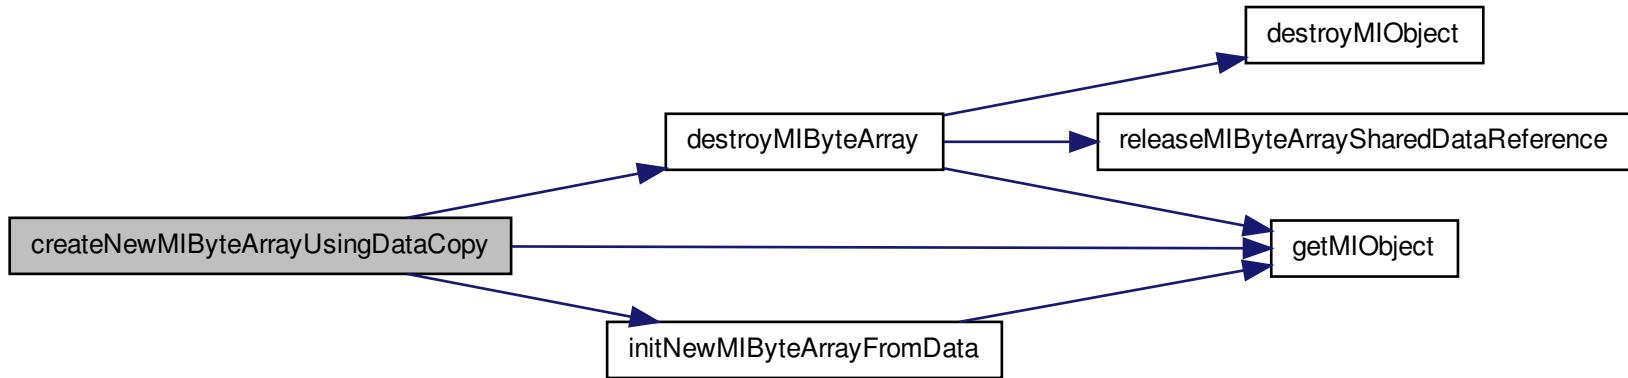 destroyMIObject
destroyMIByteArray
releaseMIByteArraySharedDataReference
createNewMIByteArrayUsingDataCopy
getMIObject
initNewMIByteArrayFromData